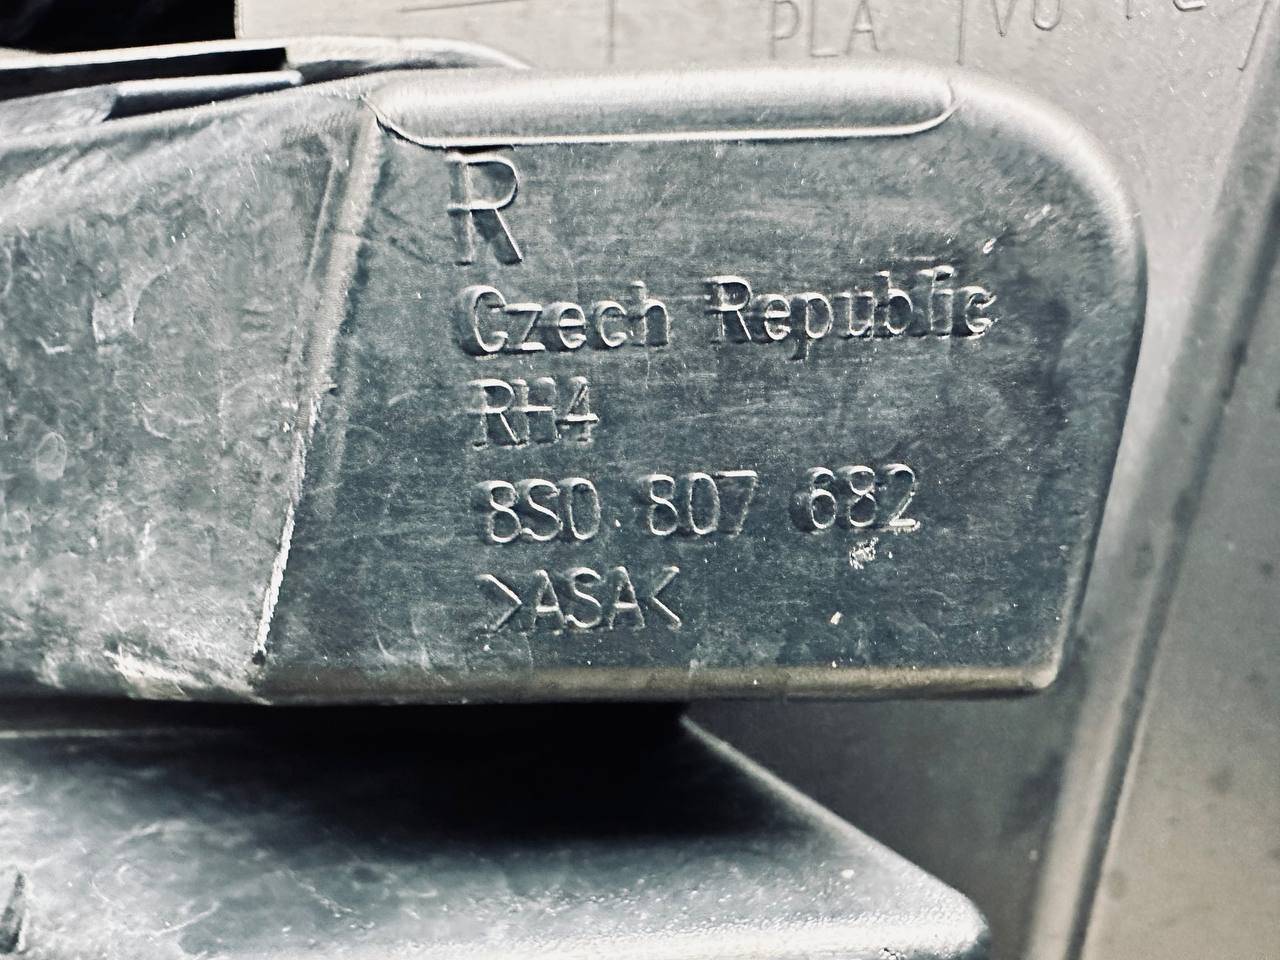 PLA
R
Czech Republic
RH4
8S0 807 682
>ASA<